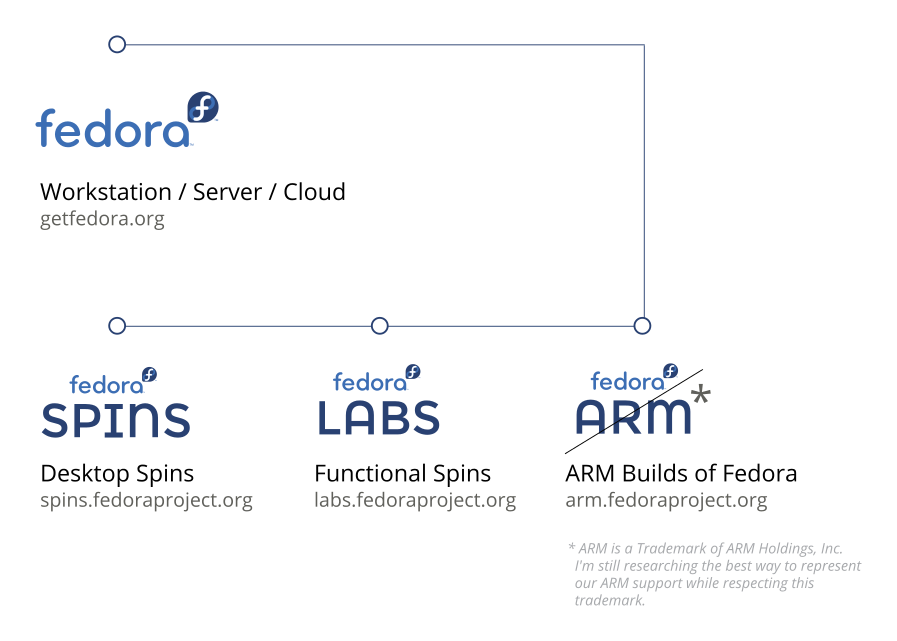 fedora
Workstation / Server / Cloud
getfedora.org
fedora
SPINS
Desktop Spins
spins.fedoraproject.org
fedora
LABS
Functional Spins
labs.fedoraproject.org
fedora
ARM*
ARM Builds of Fedora
arm.fedoraproject.org
* ARM is a Trademark of ARM Holdings, Inc.
I'm still researching the best way to represent
our ARM support while respecting this
trademark.